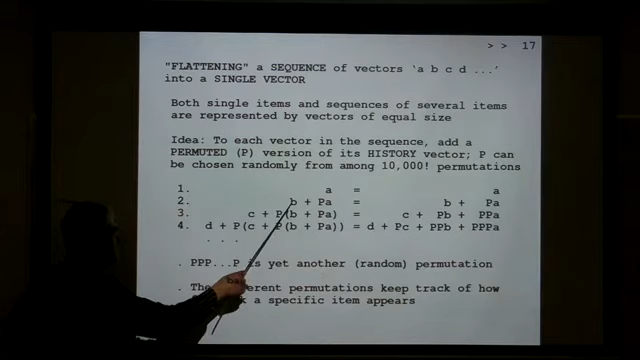 > > 17
"FLATTENING" a SEQUENCE of vectors ‘a b c d ...’
into a SINGLE VECTOR
Both single items and sequences of several items
are represented by vectors of equal size
Idea: To each vector in the sequence, add a
PERMUTED (P) version of its HISTORY vector; P can
be chosen randomly from among 10,000! permutations
1. a = a
2. b + Pa = b + Pa
3. c + P(b + Pa) = c + Pb + PPa
4. d + P(c + P(b + Pa)) = d + Pc + PPb + PPPa
. . .
. PPP...P is yet another (random) permutation
. The erent permutations keep track of how
a specific item appears